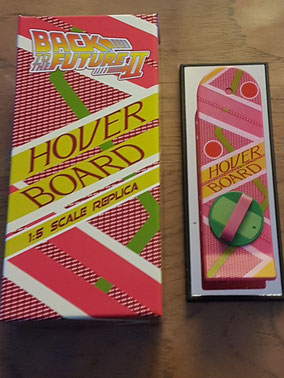 BACK
TO THE
FUTURE II
HOVER
BOARD
1:5 SCALE REPLICA
HOVER
BOARD